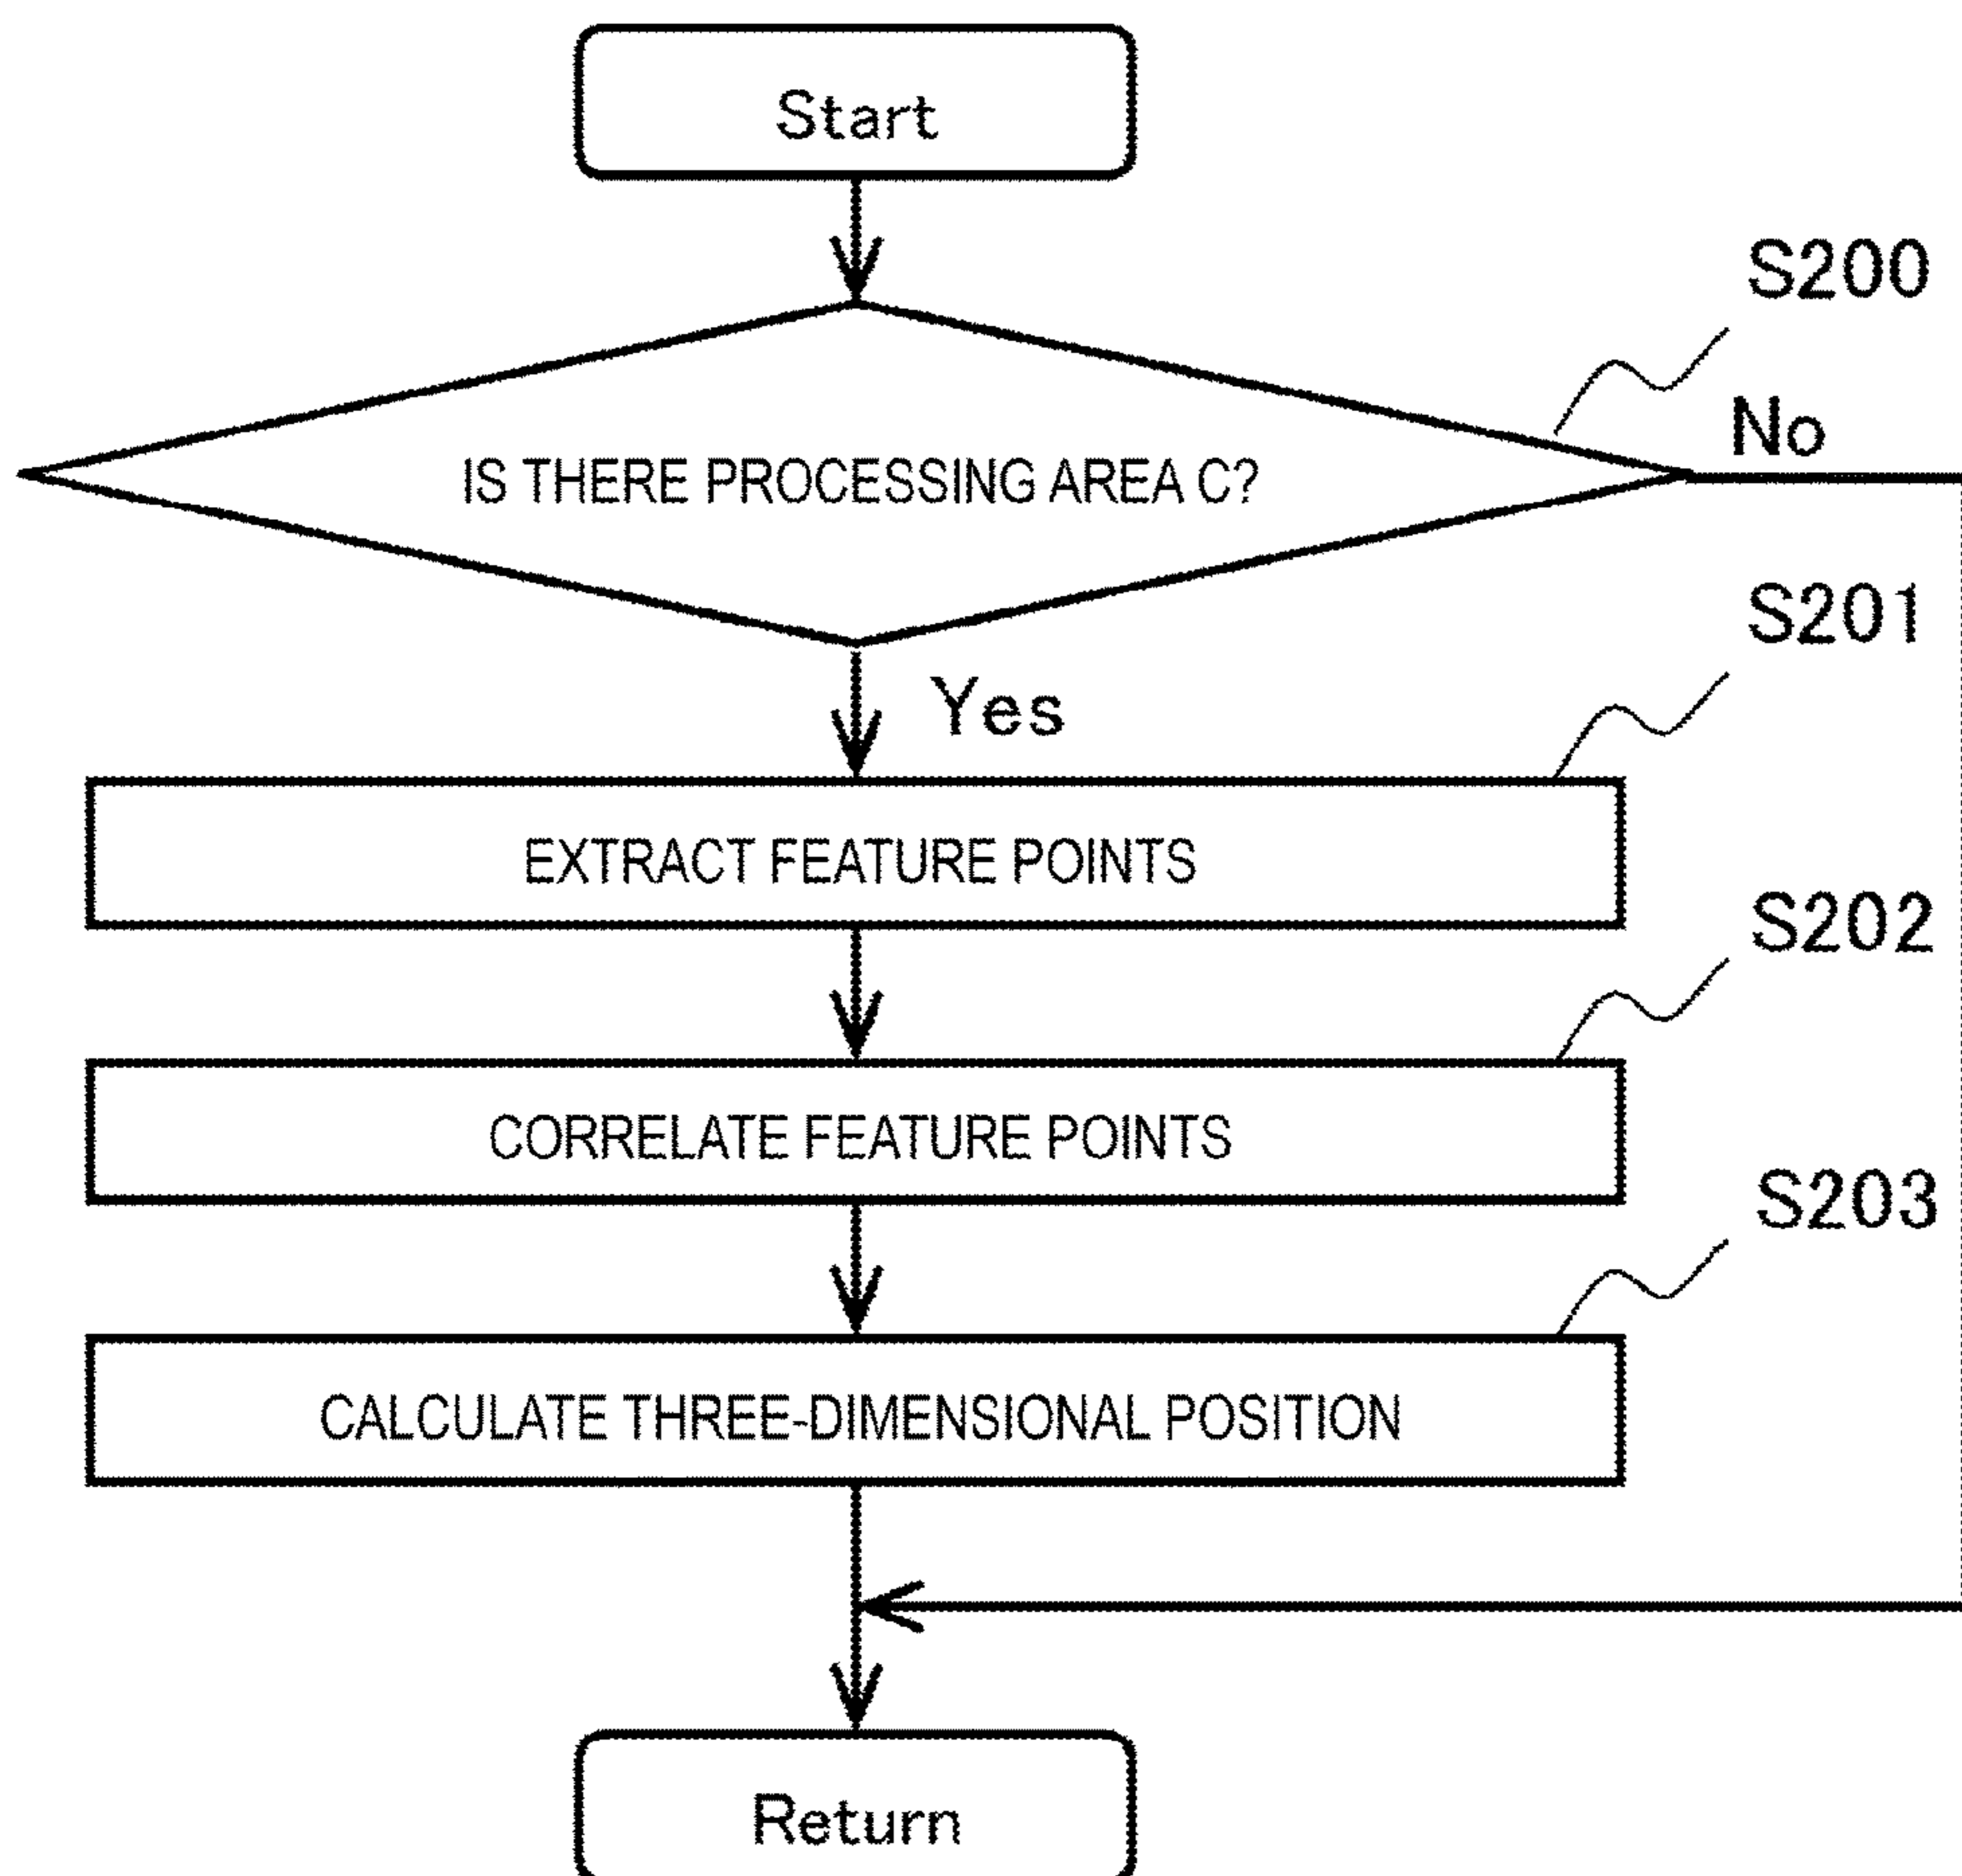 Start
S200
No
IS THERE PROCESSING AREA C?
S201
Yes
EXTRACT FEATURE POINTS
S202
CORRELATE FEATURE POINTS
S203
CALCULATE THREE-DIMENSIONAL POSITION
Return